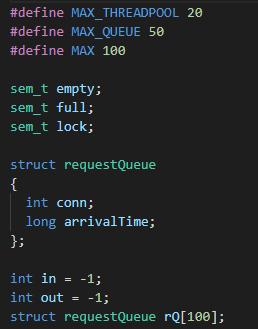 #define MAX_THREADPOOL 20
#define MAX_QUEUE 50
#define MAX 100
sem_t empty;
sem_t full;
sem_t lock;
struct requestQueue
{
int conn;
long arrivalTime;
};
int in = -1;
int out = -1;
struct requestQueue rQ[100];